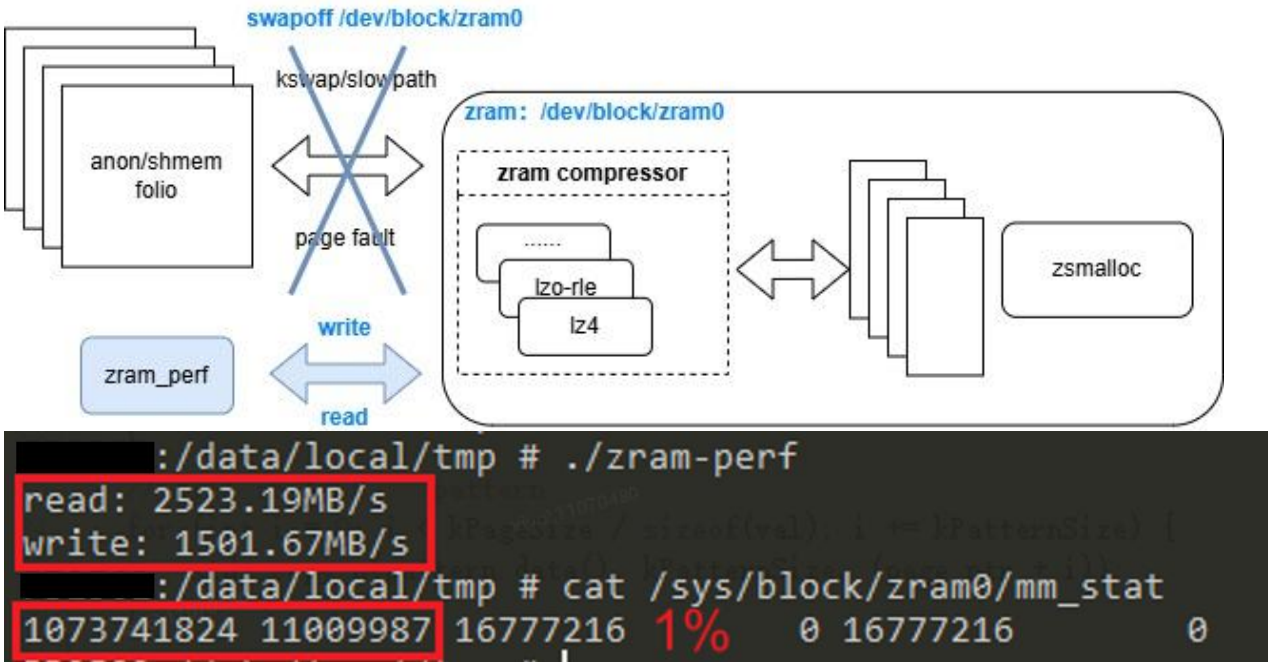 swapoff /dev/block/zram0
kswap/slowpath
anon/shmem
folio
page fault
zram: /dev/block/zram0
zram compressor
......
lzo-rle
lz4
zsmalloc
write
zram_perf
read
:/data/local/tmp # ./zram-perf
read: 2523.19MB/s
write: 1501.67MB/s
:/data/local/tmp # cat /sys/block/zram0/mm_stat
1073741824 11009987 16777216 1% 0 16777216 0